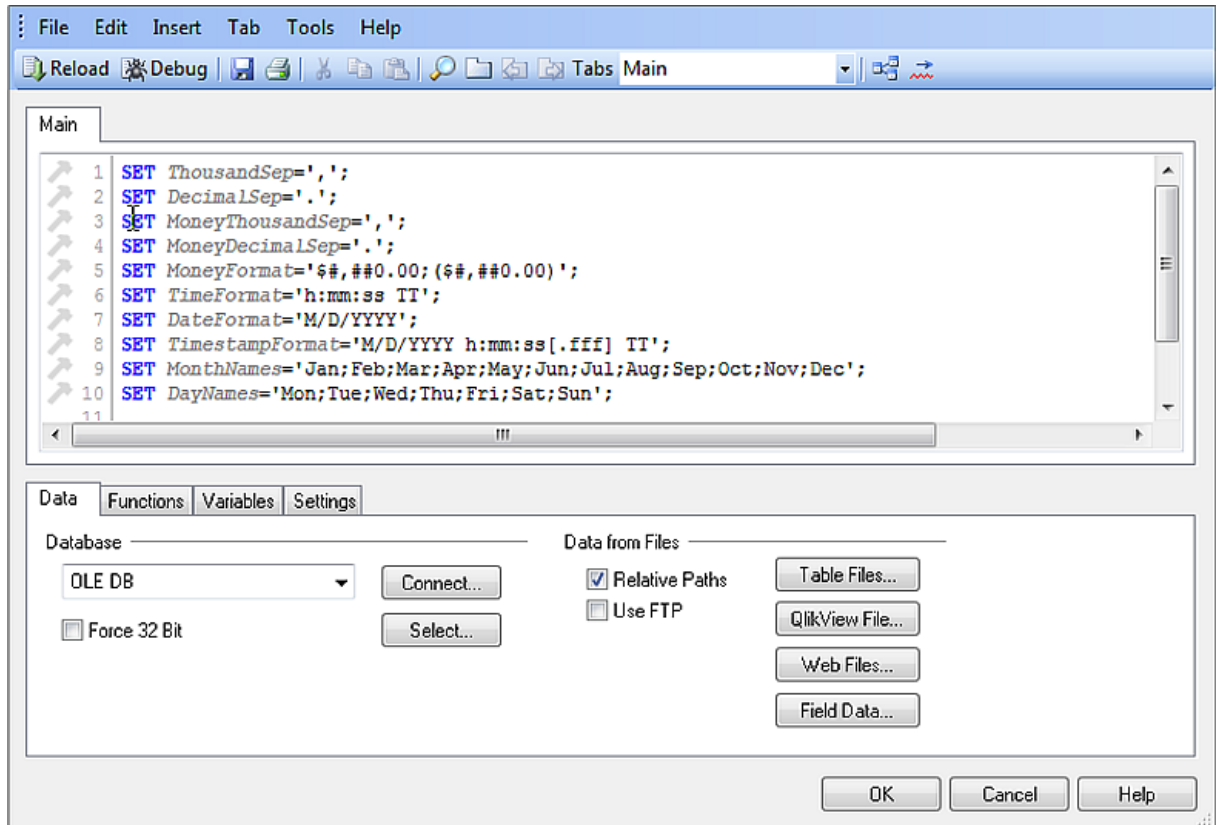 File Edit Insert Tab Tools Help
Reload Debug Tabs Main
Main
1 SET ThousandSep=',';
2 SET DecimalSep='.';
3 SET MoneyThousandSep=',';
4 SET MoneyDecimalSep='.';
5 SET MoneyFormat='$#,##0.00;($#,##0.00)';
6 SET TimeFormat='h:mm:ss TT';
7 SET DateFormat='M/D/YYYY';
8 SET TimestampFormat='M/D/YYYY h:mm:ss[.fff] TT';
9 SET MonthNames='Jan;Feb;Mar;Apr;May;Jun;Jul;Aug;Sep;Oct;Nov;Dec';
10 SET DayNames='Mon;Tue;Wed;Thu;Fri;Sat;Sun';
11
Data Functions Variables Settings
Database Data from Files
OLE DB Connect... Relative Paths Table Files...
Force 32 Bit Select... Use FTP QlikView File...
Web Files...
Field Data...
OK Cancel Help